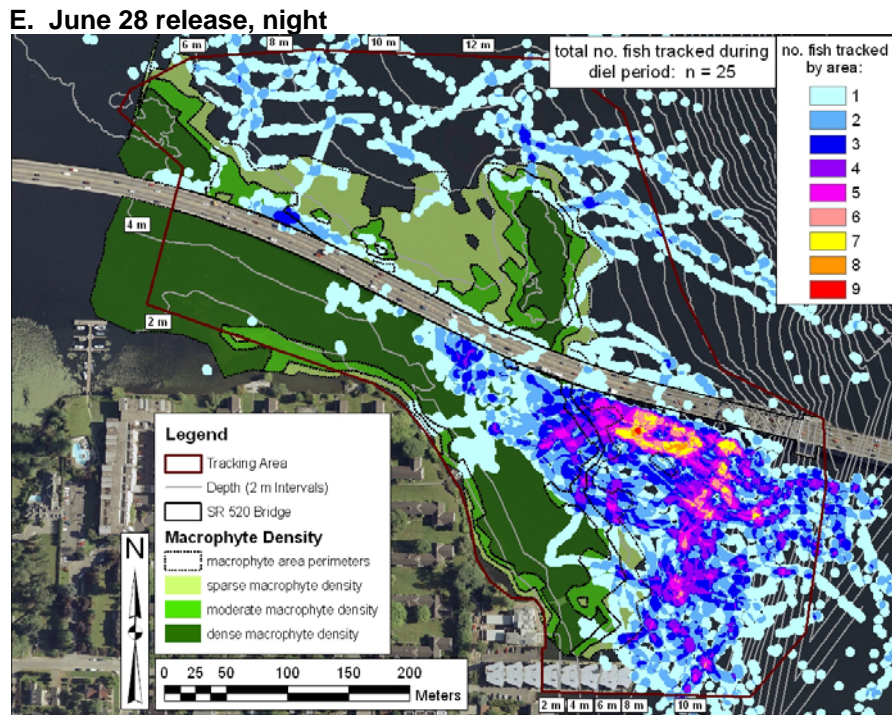 E. June 28 release, night
6 m
8 m
10 m
12 m
total no. fish tracked during
diel period: n = 25
no. fish tracked
by area:
1
2
3
4
5
6
7
8
9
4 m
2 m
Legend
Tracking Area
Depth (2 m Intervals)
SR 520 Bridge
Macrophyte Density
macrophyte area perimeters
sparse macrophyte density
moderate macrophyte density
dense macrophyte density
N
0 25 50 100 150 200
Meters
2 m 4 m 6 m 8 m 10 m